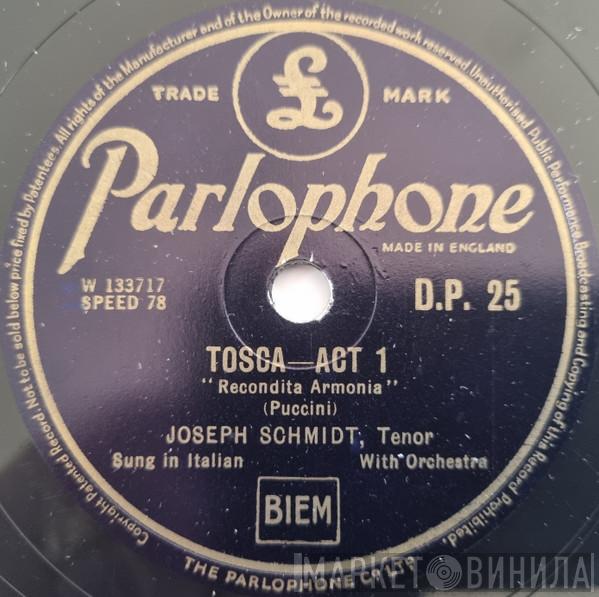 Copyright Patented Record Not to be sold below price fixed by Patentees. All rights of the Manufacturer and of the Owner of the recorded work reserved. Unauthorised Public Performance, Broadcasting and Copying of this Record Prohibited.
TRADE £ MARK
Parlophone
MADE IN ENGLAND
W 133717
SPEED 78
D.P. 25
TOSCA—ACT 1
"Recondita Armonia"
(Puccini)
JOSEPH SCHMIDT, Tenor
Sung in Italian With Orchestra
BIEM
THE PARLOPHONE CO LTD
МАРКЕТ ВИНИЛА